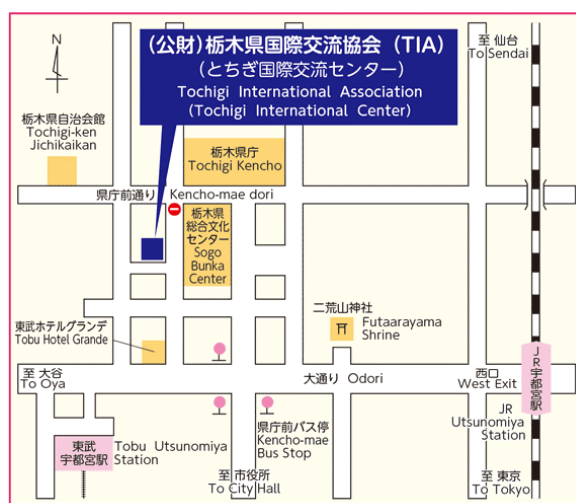 N
(公財)栃木県国際交流協会 (TIA)
(とちぎ国際交流センター)
Tochigi International Association
(Tochigi International Center)
至 仙台
To Sendai
栃木県自治会館
Tochigi-ken
Jichikaikan
栃木県庁
Tochigi Kencho
県庁前通り Kencho-mae dori
栃木県
総合文化
センター
Sogo
Bunka
Center
二荒山神社
Futaarayama
Shrine
東武ホテルグランデ
Tobu Hotel Grande
至 大谷
To Oya
大通り Odori
西口
West Exit
JR宇都宮駅
JR
Utsunomiya
Station
東武
宇都宮駅
Tobu Utsunomiya
Station
県庁前バス停
Kencho-mae
Bus Stop
至 市役所
To City Hall
至 東京
To Tokyo